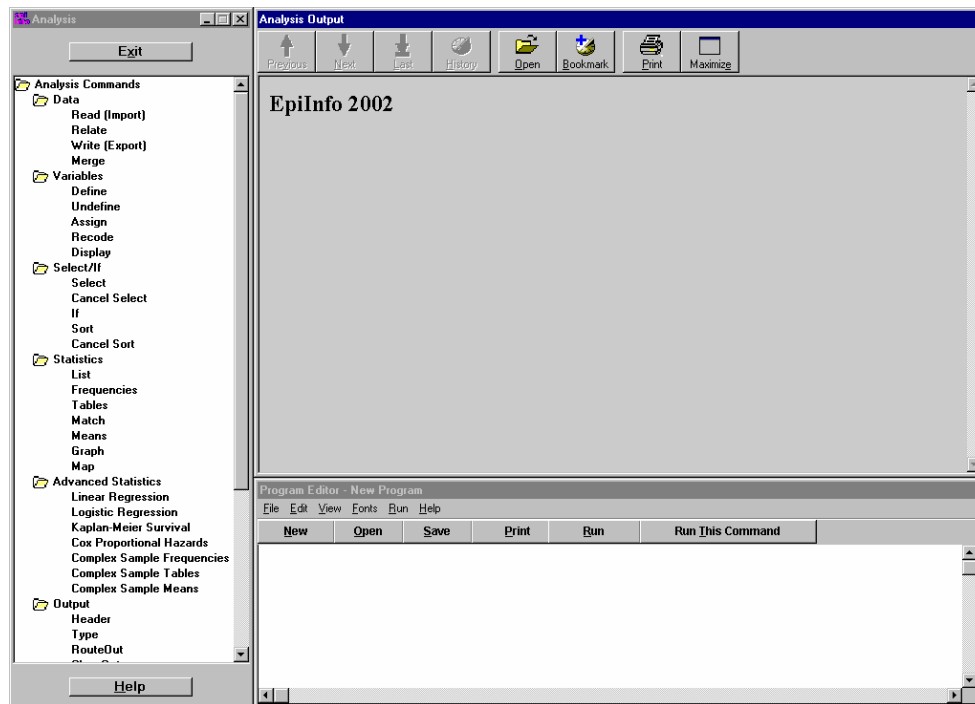 Analysis
Exit
Analysis Commands
Data
Read (Import)
Relate
Write (Export)
Merge
Variables
Define
Undefine
Assign
Recode
Display
Select/If
Select
Cancel Select
If
Sort
Cancel Sort
Statistics
List
Frequencies
Tables
Match
Means
Graph
Map
Advanced Statistics
Linear Regression
Logistic Regression
Kaplan-Meier Survival
Cox Proportional Hazards
Complex Sample Frequencies
Complex Sample Tables
Complex Sample Means
Output
Header
Type
RouteOut
Help
Analysis Output
Previous Next Last History Open Bookmark Print Maximize
EpiInfo 2002
Program Editor - New Program
File Edit View Fonts Run Help
New Open Save Print Run Run This Command